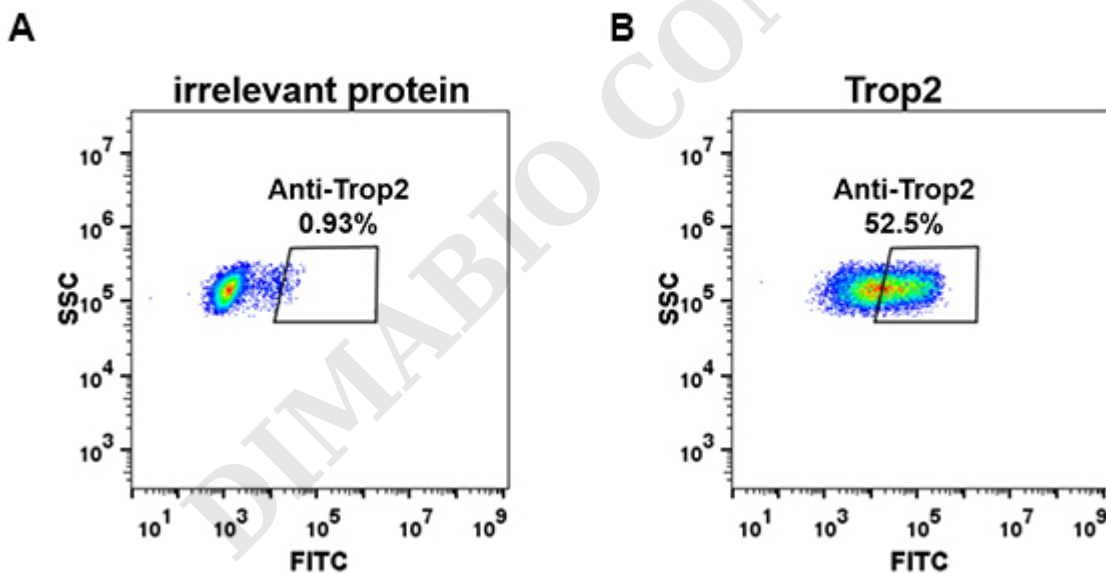 A
irrelevant protein
Anti-Trop2
0.93%
10^7
10^6
10^5
10^4
10^3
SSC
10^1 10^3 10^5 10^7 10^9
FITC
B
Trop2
Anti-Trop2
52.5%
10^7
10^6
10^5
10^4
10^3
SSC
10^1 10^3 10^5 10^7 10^9
FITC
DIMABIO